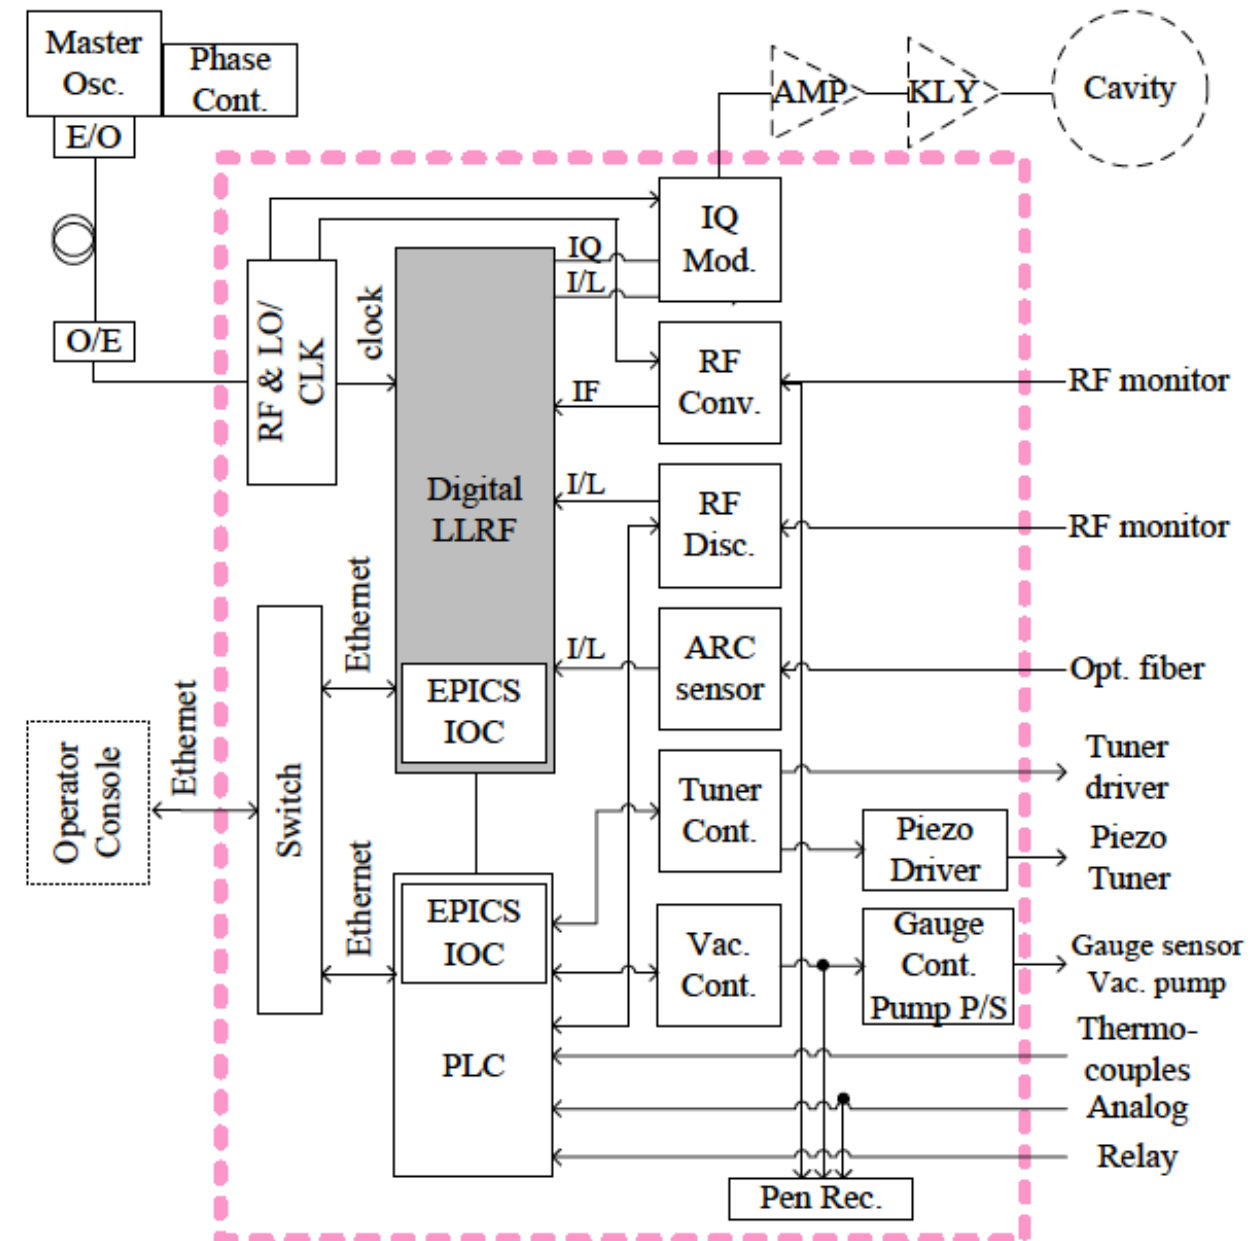 Master
Osc.
Phase
Cont.
E/O
O/E
AMP
KLY
Cavity
RF & LO/
CLK
clock
Digital
LLRF
EPICS
IOC
IQ
I/L
IF
I/L
I/L
IQ
Mod.
RF
Conv.
RF
Disc.
ARC
sensor
Tuner
Cont.
Vac.
Cont.
Piezo
Driver
Gauge
Cont.
Pump P/S
RF monitor
RF monitor
Opt. fiber
Tuner
driver
Piezo
Tuner
Gauge sensor
Vac. pump
Thermo-
couples
Analog
Relay
Operator
Console
Ethernet
Switch
Ethernet
Ethernet
EPICS
IOC
PLC
Pen Rec.